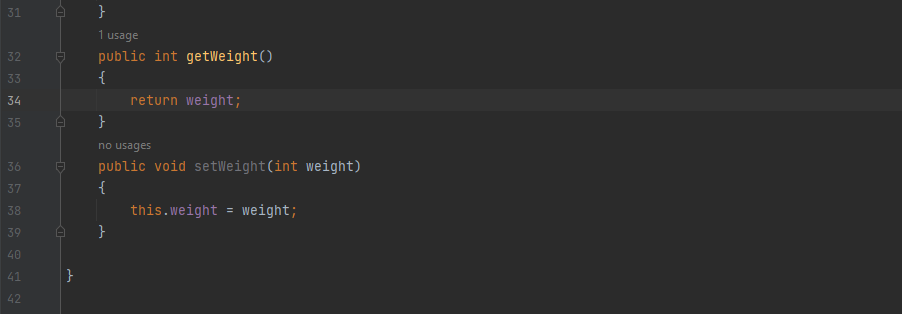 31 }
1 usage
32 public int getWeight()
33 {
34 return weight;
35 }
no usages
36 public void setWeight(int weight)
37 {
38 this.weight = weight;
39 }
40
41 }
42